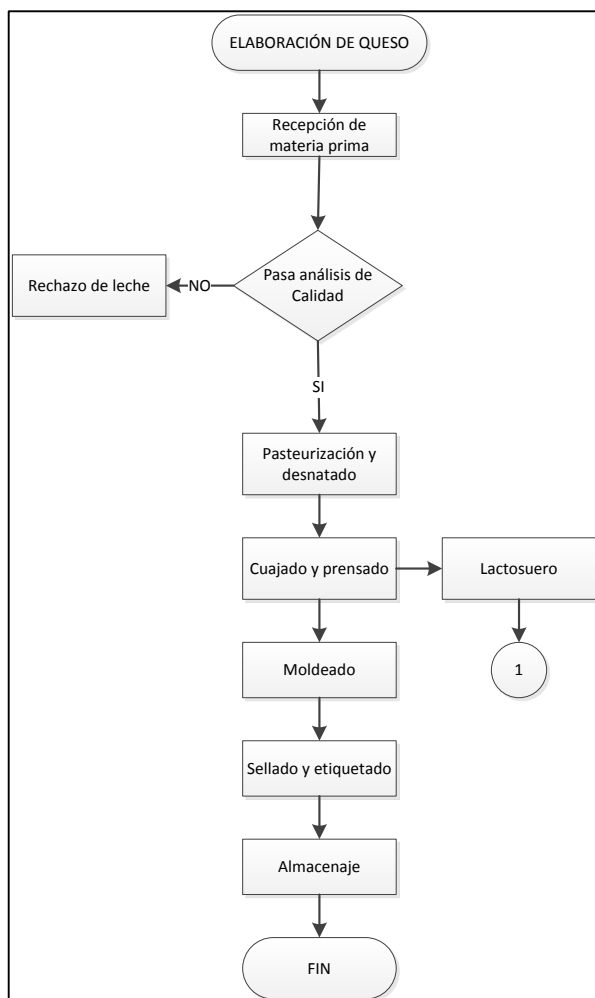 ELABORACIÓN DE QUESO
Recepción de
materia prima
Pasa análisis de
Calidad
Rechazo de leche
NO
SI
Pasteurización y
desnatado
Cuajado y prensado
Lactosuero
Moldeado
1
Sellado y etiquetado
Almacenaje
FIN